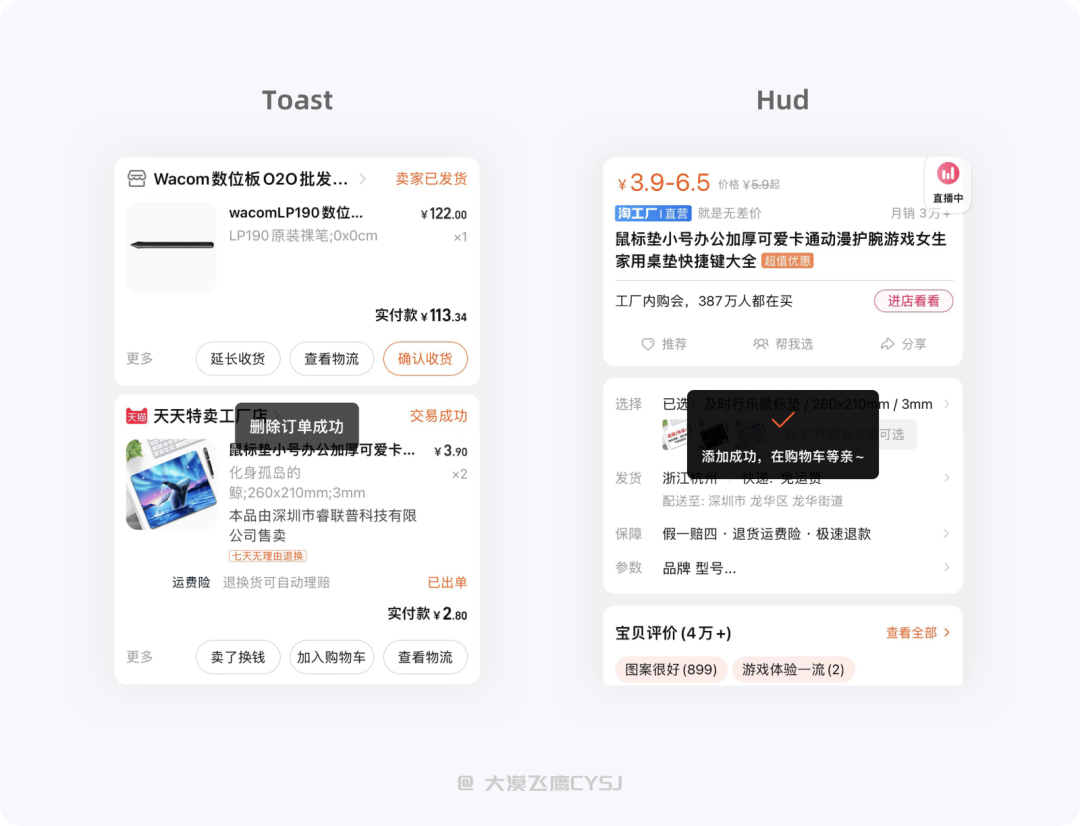 Toast
Hud
Wacom数位板O2O批发...
卖家已发货
wacomLP190数位...
¥122.00
LP190原装裸笔;0x0cm
×1
实付款¥113.34
更多
延长收货
查看物流
确认收货
天猫
天天特卖工厂店
交易成功
删除订单成功
鼠标垫小号办公加厚可爱卡...
¥3.90
化身孤岛的
×2
鲸;260x210mm;3mm
本品由深圳市睿联普科技有限
公司售卖
七天无理由退换
运费险 退换货可自动理赔
已出单
实付款¥2.80
更多
卖了换钱
加入购物车
查看物流
¥3.9-6.5 价格 ¥5.9起
直播中
淘工厂|直营 就是无差价
月销 3万+
鼠标垫小号办公加厚可爱卡通动漫护腕游戏女生
家用桌垫快捷键大全 超值优惠
工厂内购会，387万人都在买
进店看看
推荐
帮我选
分享
选择 已选：及时行乐鼠标垫 / 260x210mm / 3mm
共37种颜色分类可选
添加成功，在购物车等亲~
发货 浙江杭州 快递：免运费
配送至: 深圳市 龙华区 龙华街道
保障 假一赔四 · 退货运费险 · 极速退款
参数 品牌 型号...
宝贝评价(4万+)
查看全部
图案很好(899)
游戏体验一流(2)
@ 大漠飞鹰CYSJ